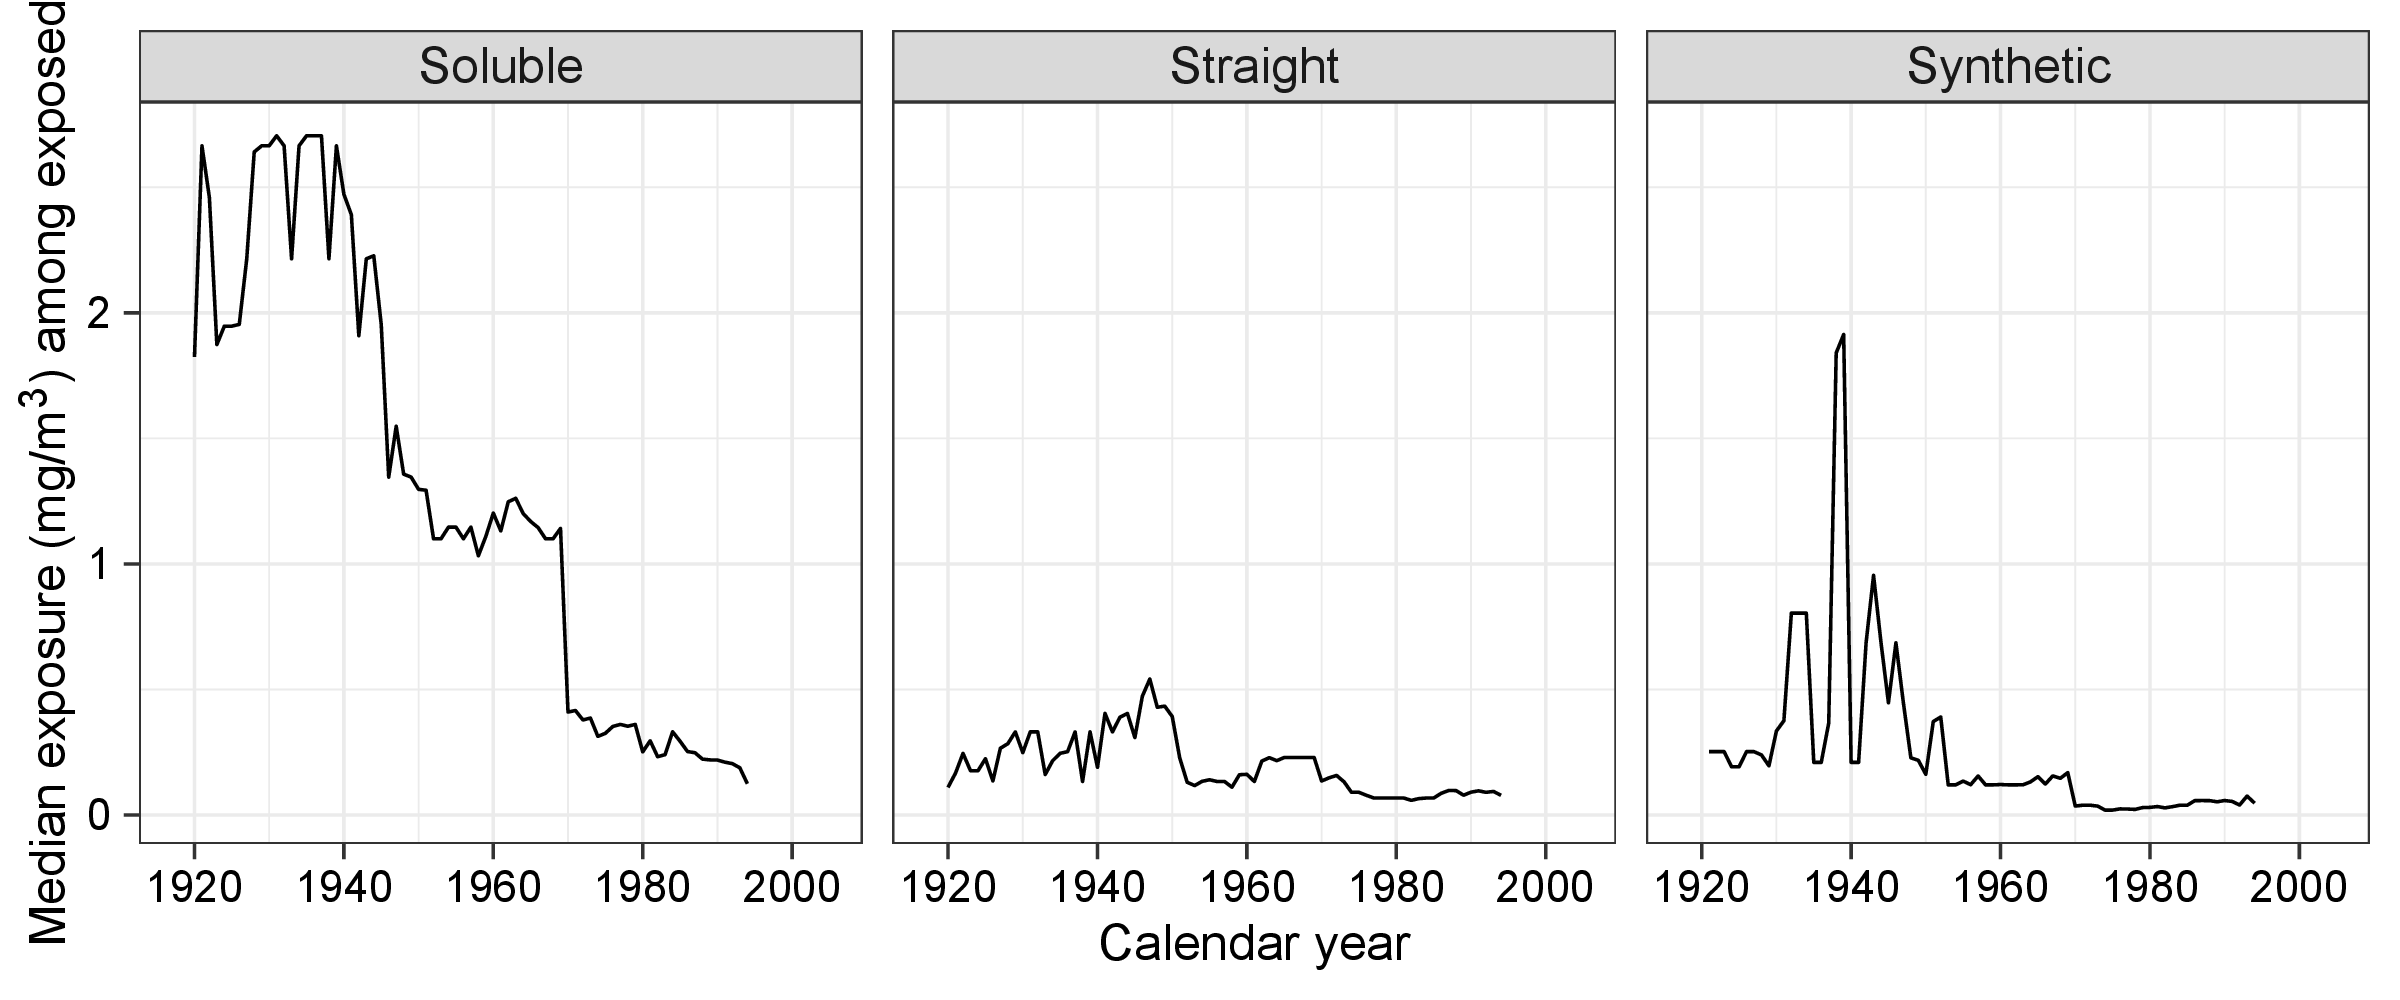 Soluble Straight Synthetic
Median exposure (mg/m³) among exposed
2
1
0
1920 1940 1960 1980 2000 1920 1940 1960 1980 2000 1920 1940 1960 1980 2000
Calendar year